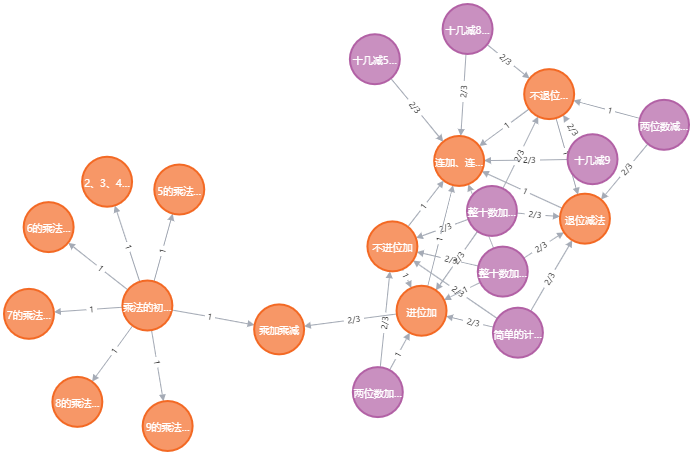 十几减8...
十几减5...
2/3
不退位...
2/3
2/3
1
两位数减...
2/3
1
2/3
连加、连...
2/3
1
十几减9
2/3
2、3、4...
5的乘法...
1
整十数加...
2/3
退位减法
6的乘法...
1
2/3
不进位加
1
1
1
2/3
2/3
2/3
整十数加...
1
1
2/3
1
2/3
乘法的初...
7的乘法...
1
1
乘加乘减
2/3
进位加
2/3
2/3
简单的计...
1
1
1
8的乘法...
两位数加...
9的乘法...